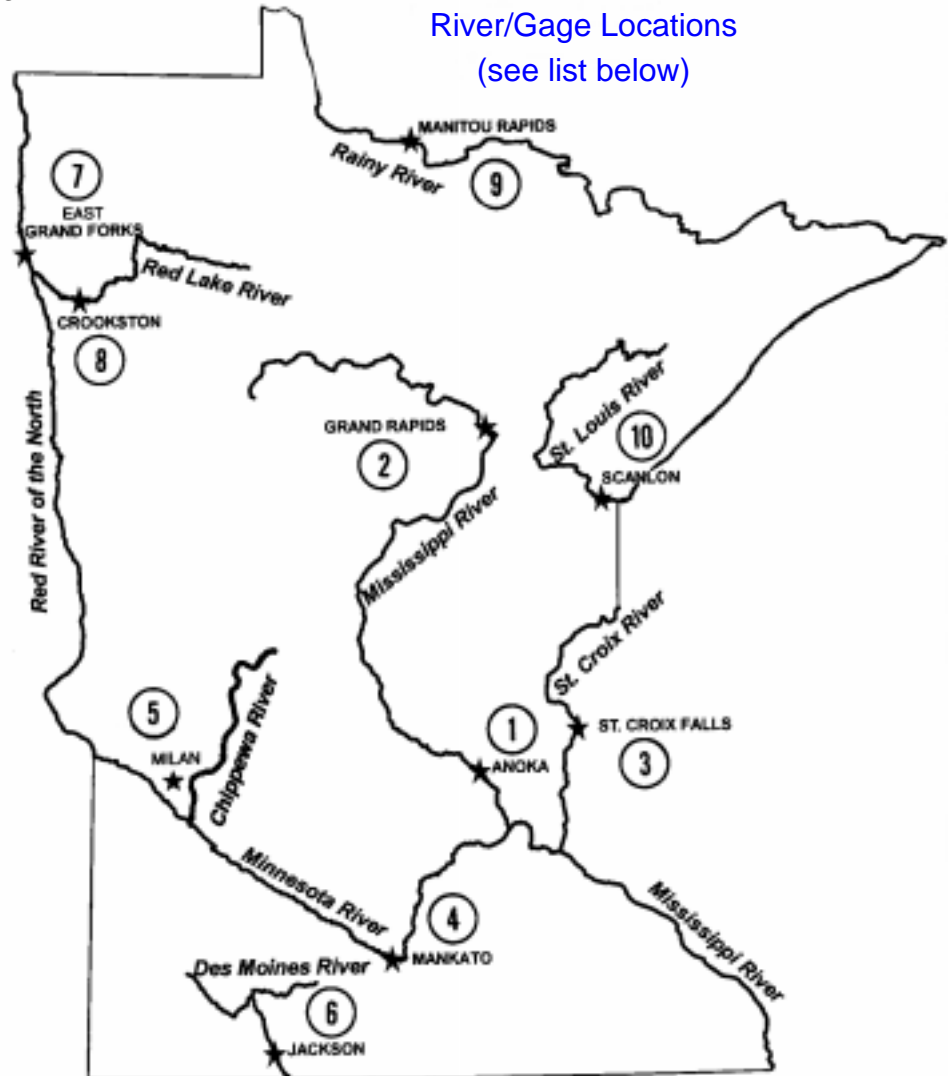 River/Gage Locations
(see list below)
MANITOU RAPIDS
Rainy River
9
7
EAST
GRAND FORKS
Red Lake River
CROOKSTON
8
Red River of the North
GRAND RAPIDS
2
Mississippi River
St. Louis River
10
SCANLON
St. Croix River
ST. CROIX FALLS
3
1
ANOKA
5
MILAN
Chippewa River
Minnesota River
4
MANKATO
Mississippi River
Des Moines River
6
JACKSON